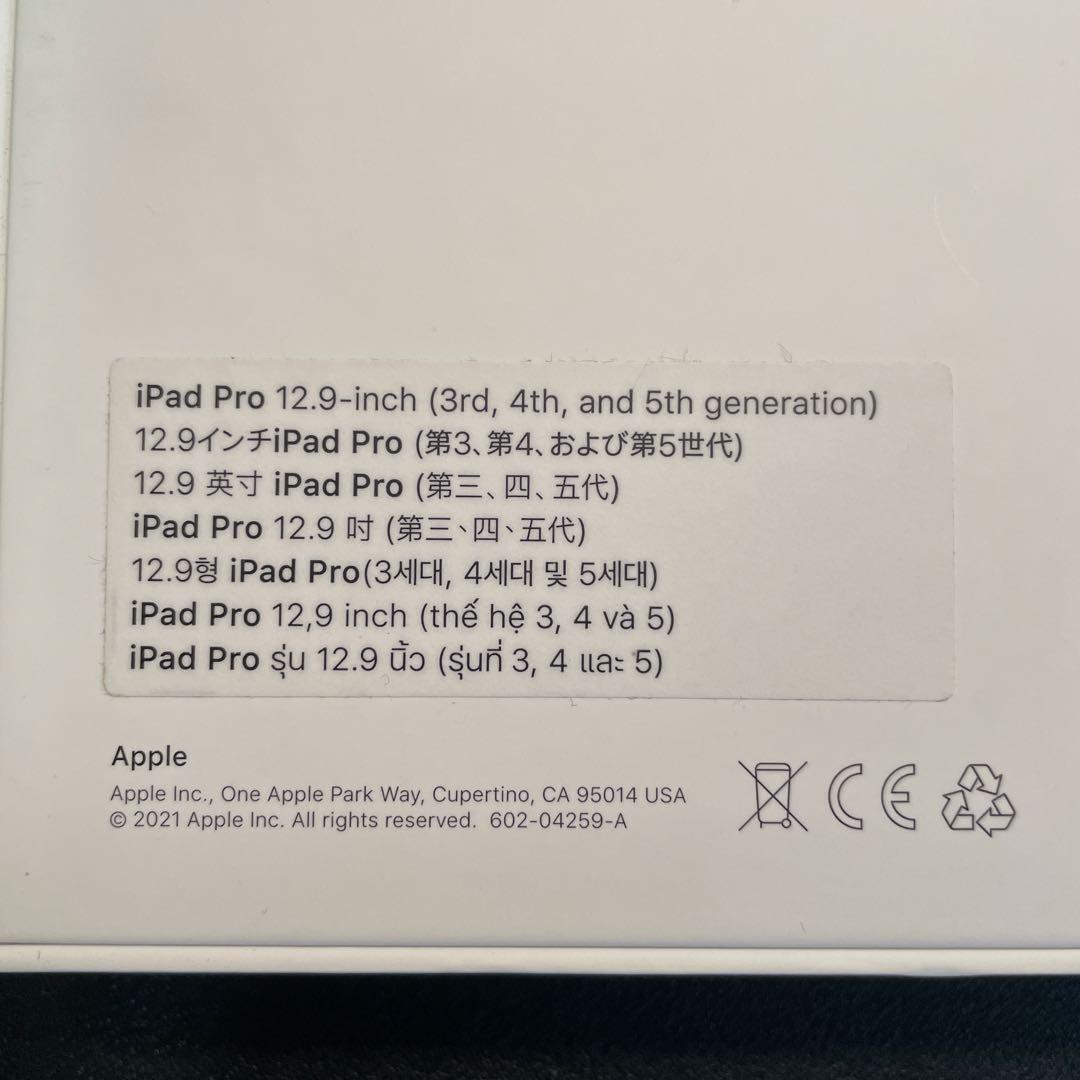 iPad Pro 12.9-inch (3rd, 4th, and 5th generation)
12.9インチiPad Pro (第3、第4、および第5世代)
12.9 英寸 iPad Pro (第三、四、五代)
iPad Pro 12.9 吋 (第三、四、五代)
12.9형 iPad Pro(3세대, 4세대 및 5세대)
iPad Pro 12,9 inch (thế hệ 3, 4 và 5)
iPad Pro รุ่น 12.9 นิ้ว (รุ่นที่ 3, 4 และ 5)
Apple
Apple Inc., One Apple Park Way, Cupertino, CA 95014 USA
© 2021 Apple Inc. All rights reserved. 602-04259-A
CE